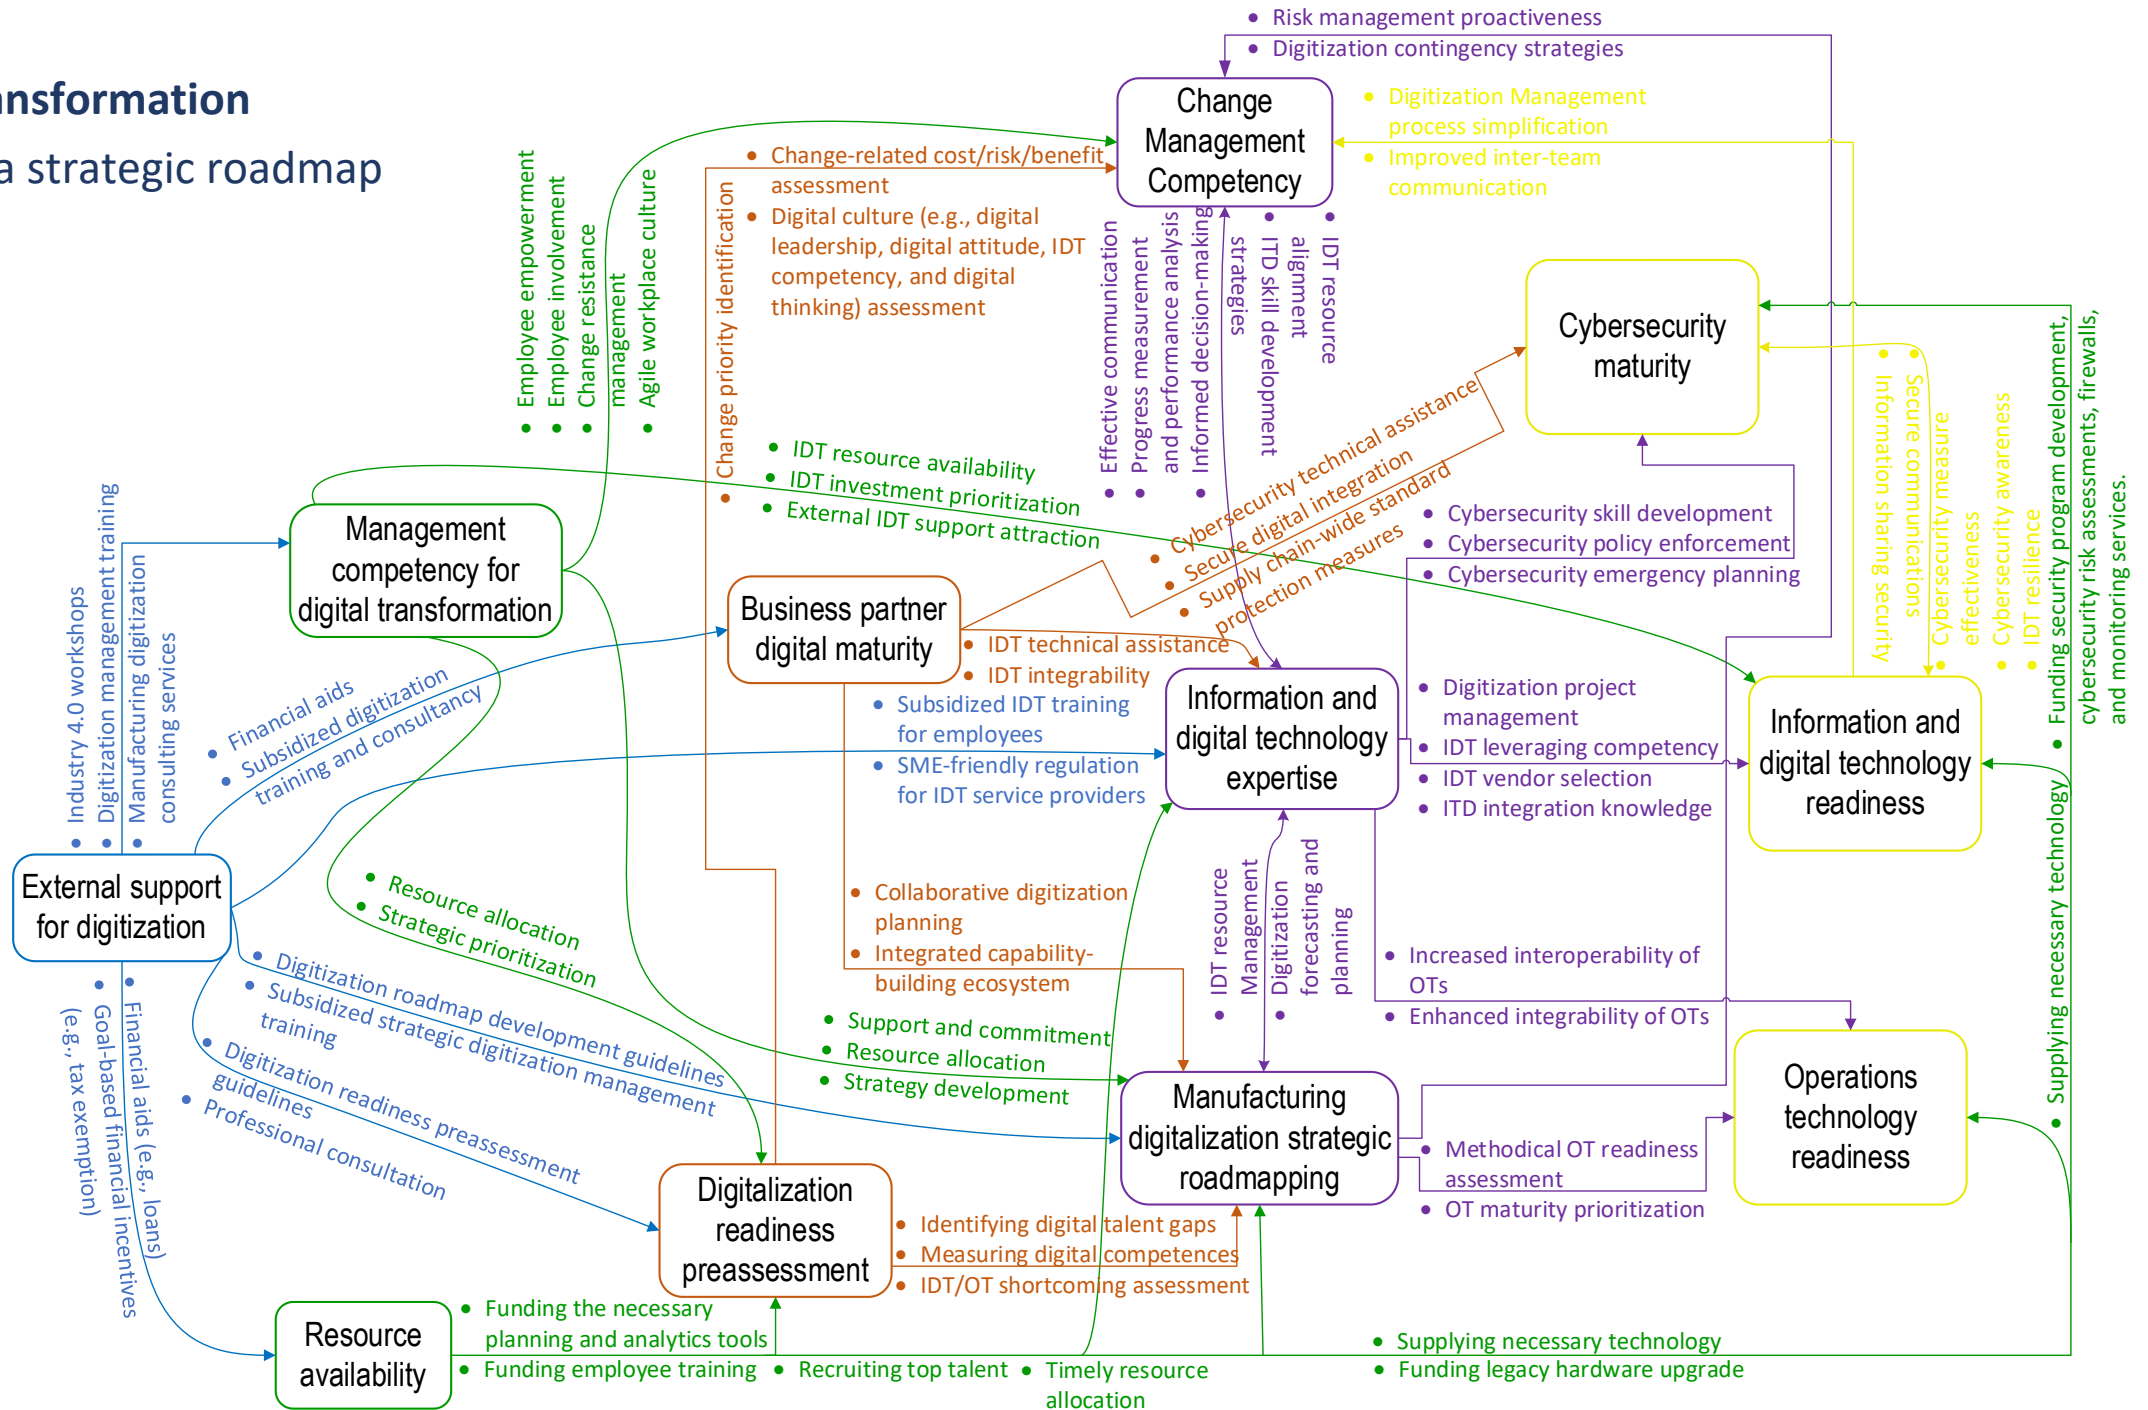 ansformation
a strategic roadmap
• Risk management proactiveness
• Digitization contingency strategies
Change
Management
Competency
• Digitization Management
process simplification
• Improved inter-team
communication
• Employee empowerment
• Employee involvement
• Change resistance
management
• Agile workplace culture
• Change priority identification
• Change-related cost/risk/benefit
assessment
• Digital culture (e.g., digital
leadership, digital attitude, IDT
competency, and digital
thinking) assessment
• Effective communication
• Progress measurement
and performance analysis
• Informed decision-making
strategies
• ITD skill development
alignment
• IDT resource
Cybersecurity
maturity
• Information sharing security
• Secure communications
• Cybersecurity measure
effectiveness
• Cybersecurity awareness
• IDT resilience
• Funding security program development,
cybersecurity risk assessments, firewalls,
and monitoring services.
• IDT resource availability
• IDT investment prioritization
• External IDT support attraction
• Cybersecurity technical assistance
• Secure digital integration
• Supply chain-wide standard
protection measures
• Cybersecurity skill development
• Cybersecurity policy enforcement
• Cybersecurity emergency planning
• Industry 4.0 workshops
• Digitization management training
• Manufacturing digitization
consulting services
Management
competency for
digital transformation
Business partner
digital maturity
• IDT technical assistance
• IDT integrability
• Financial aids
• Subsidized digitization
training and consultancy
• Subsidized IDT training
for employees
• SME-friendly regulation
for IDT service providers
Information and
digital technology
expertise
• Digitization project
management
• IDT leveraging competency
• IDT vendor selection
• ITD integration knowledge
Information and
digital technology
readiness
• Supplying necessary technology
External support
for digitization
• Resource allocation
• Strategic prioritization
• Collaborative digitization
planning
• Integrated capability-
building ecosystem
• IDT resource
Management
• Digitization
forecasting and
planning
• Increased interoperability of
OTs
• Enhanced integrability of OTs
• Digitization roadmap development guidelines
• Subsidized strategic digitization management
training
• Digitization readiness preassessment
guidelines
• Professional consultation
• Financial aids (e.g., loans)
• Goal-based financial incentives
(e.g., tax exemption)
• Support and commitment
• Resource allocation
• Strategy development
Manufacturing
digitalization strategic
roadmapping
Operations
technology
readiness
• Methodical OT readiness
assessment
• OT maturity prioritization
Digitalization
readiness
preassessment
• Identifying digital talent gaps
• Measuring digital competences
• IDT/OT shortcoming assessment
Resource
availability
• Funding the necessary
planning and analytics tools
• Funding employee training
• Recruiting top talent
• Timely resource
allocation
• Supplying necessary technology
• Funding legacy hardware upgrade